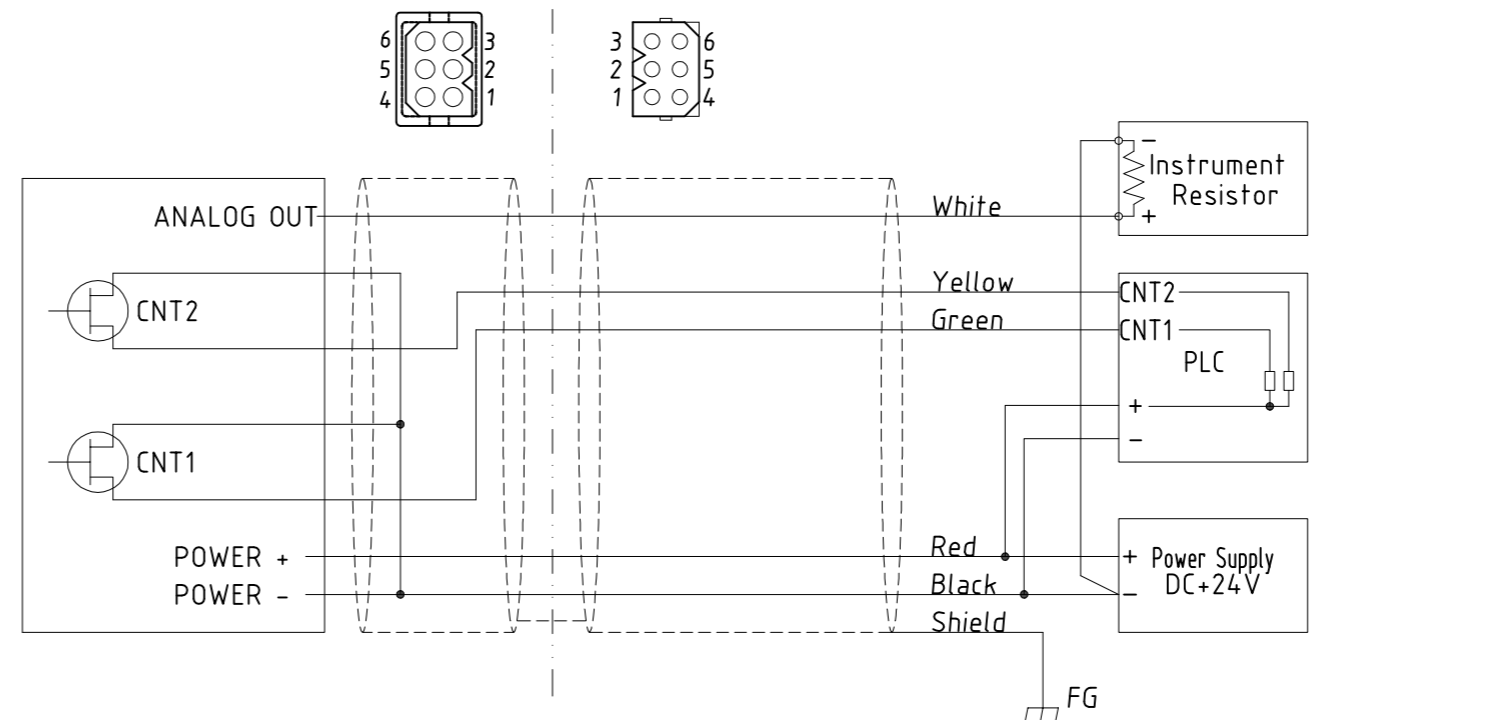 6 3
5 2
4 1
3 6
2 5
1 4
ANALOG OUT
CNT2
CNT1
POWER +
POWER -
White
Yellow
Green
Red
Black
Shield
FG
-
Instrument
Resistor
+
CNT2
CNT1
PLC
+
-
+ Power Supply
DC+24V
-